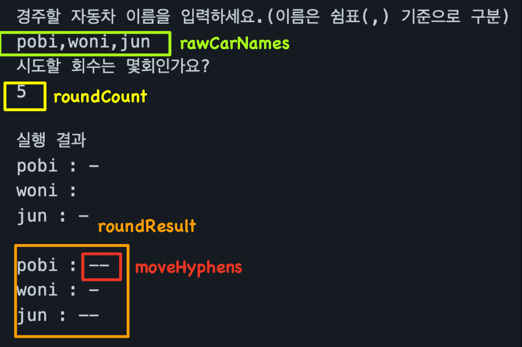 경주할 자동차 이름을 입력하세요.(이름은 쉼표(,) 기준으로 구분)
pobi,woni,jun rawCarNames
시도할 회수는 몇회인가요?
5 roundCount
실행 결과
pobi : -
woni :
jun : -
roundResult
pobi : -- moveHyphens
woni : -
jun : --